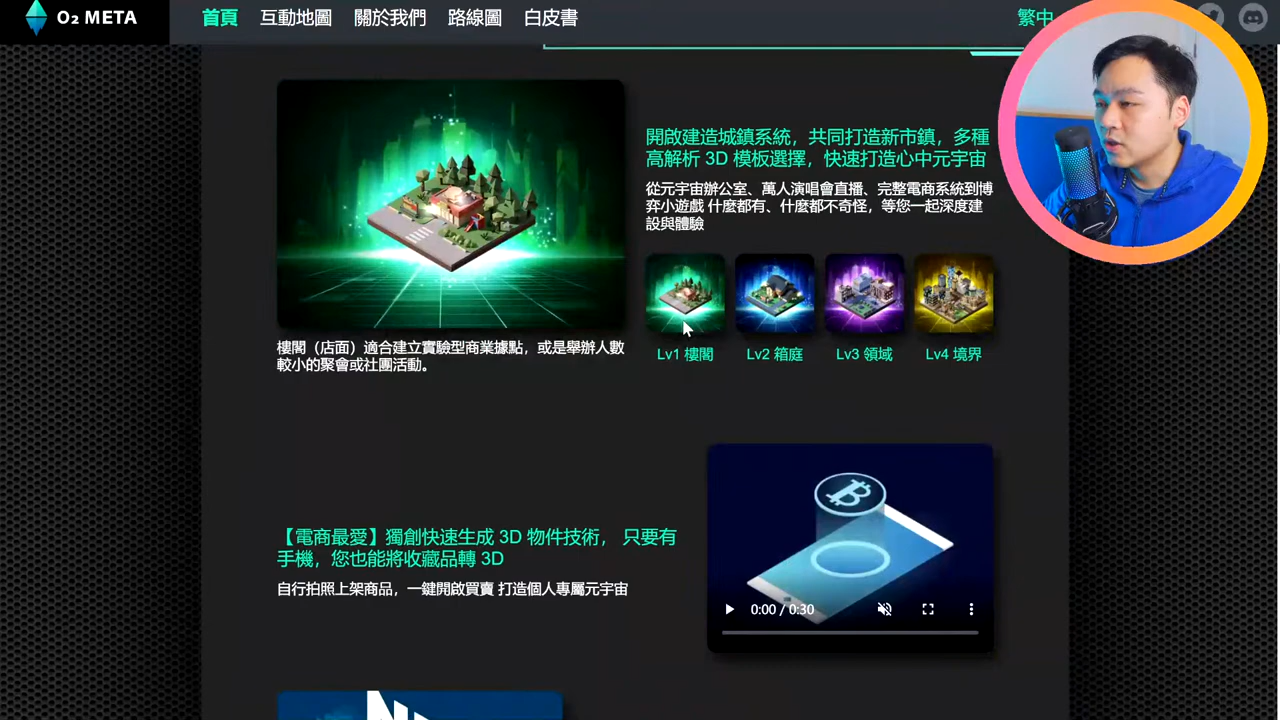 O2 META
首頁 互動地圖 關於我們 路線圖 白皮書
繁中
開啟建造城鎮系統，共同打造新市鎮，多種
高解析 3D 模板選擇，快速打造心中元宇宙
從元宇宙辦公室、萬人演唱會直播、完整電商系統到博
弈小遊戲 什麼都有、什麼都不奇怪，等您一起深度建
設與體驗
Lv1 樓閣
Lv2 箱庭
Lv3 領域
Lv4 境界
樓閣（店面）適合建立實驗型商業據點，或是舉辦人數
較小的聚會或社團活動。
【電商最愛】獨創快速生成 3D 物件技術， 只要有
手機，您也能將收藏品轉 3D
自行拍照上架商品，一鍵開啟買賣 打造個人專屬元宇宙
0:00 / 0:30